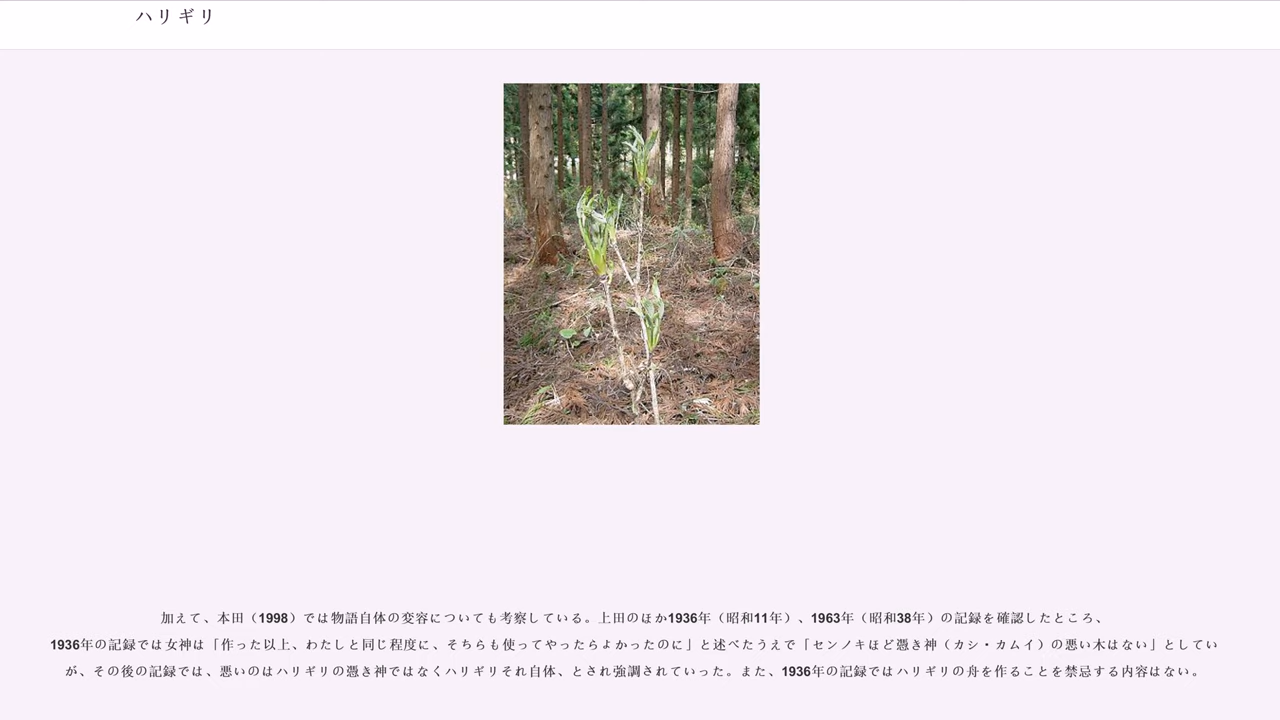 ハリギリ
加えて、本田（1998）では物語自体の変容についても考察している。上田のほか1936年（昭和11年）、1963年（昭和38年）の記録を確認したところ、
1936年の記録では女神は「作った以上、わたしと同じ程度に、そちらも使ってやったらよかったのに」と述べたうえで「センノキほど憑き神（カシ・カムイ）の悪い木はない」としてい
が、その後の記録では、悪いのはハリギリの憑き神ではなくハリギリそれ自体、とされ強調されていった。また、1936年の記録ではハリギリの舟を作ることを禁忌する内容はない。